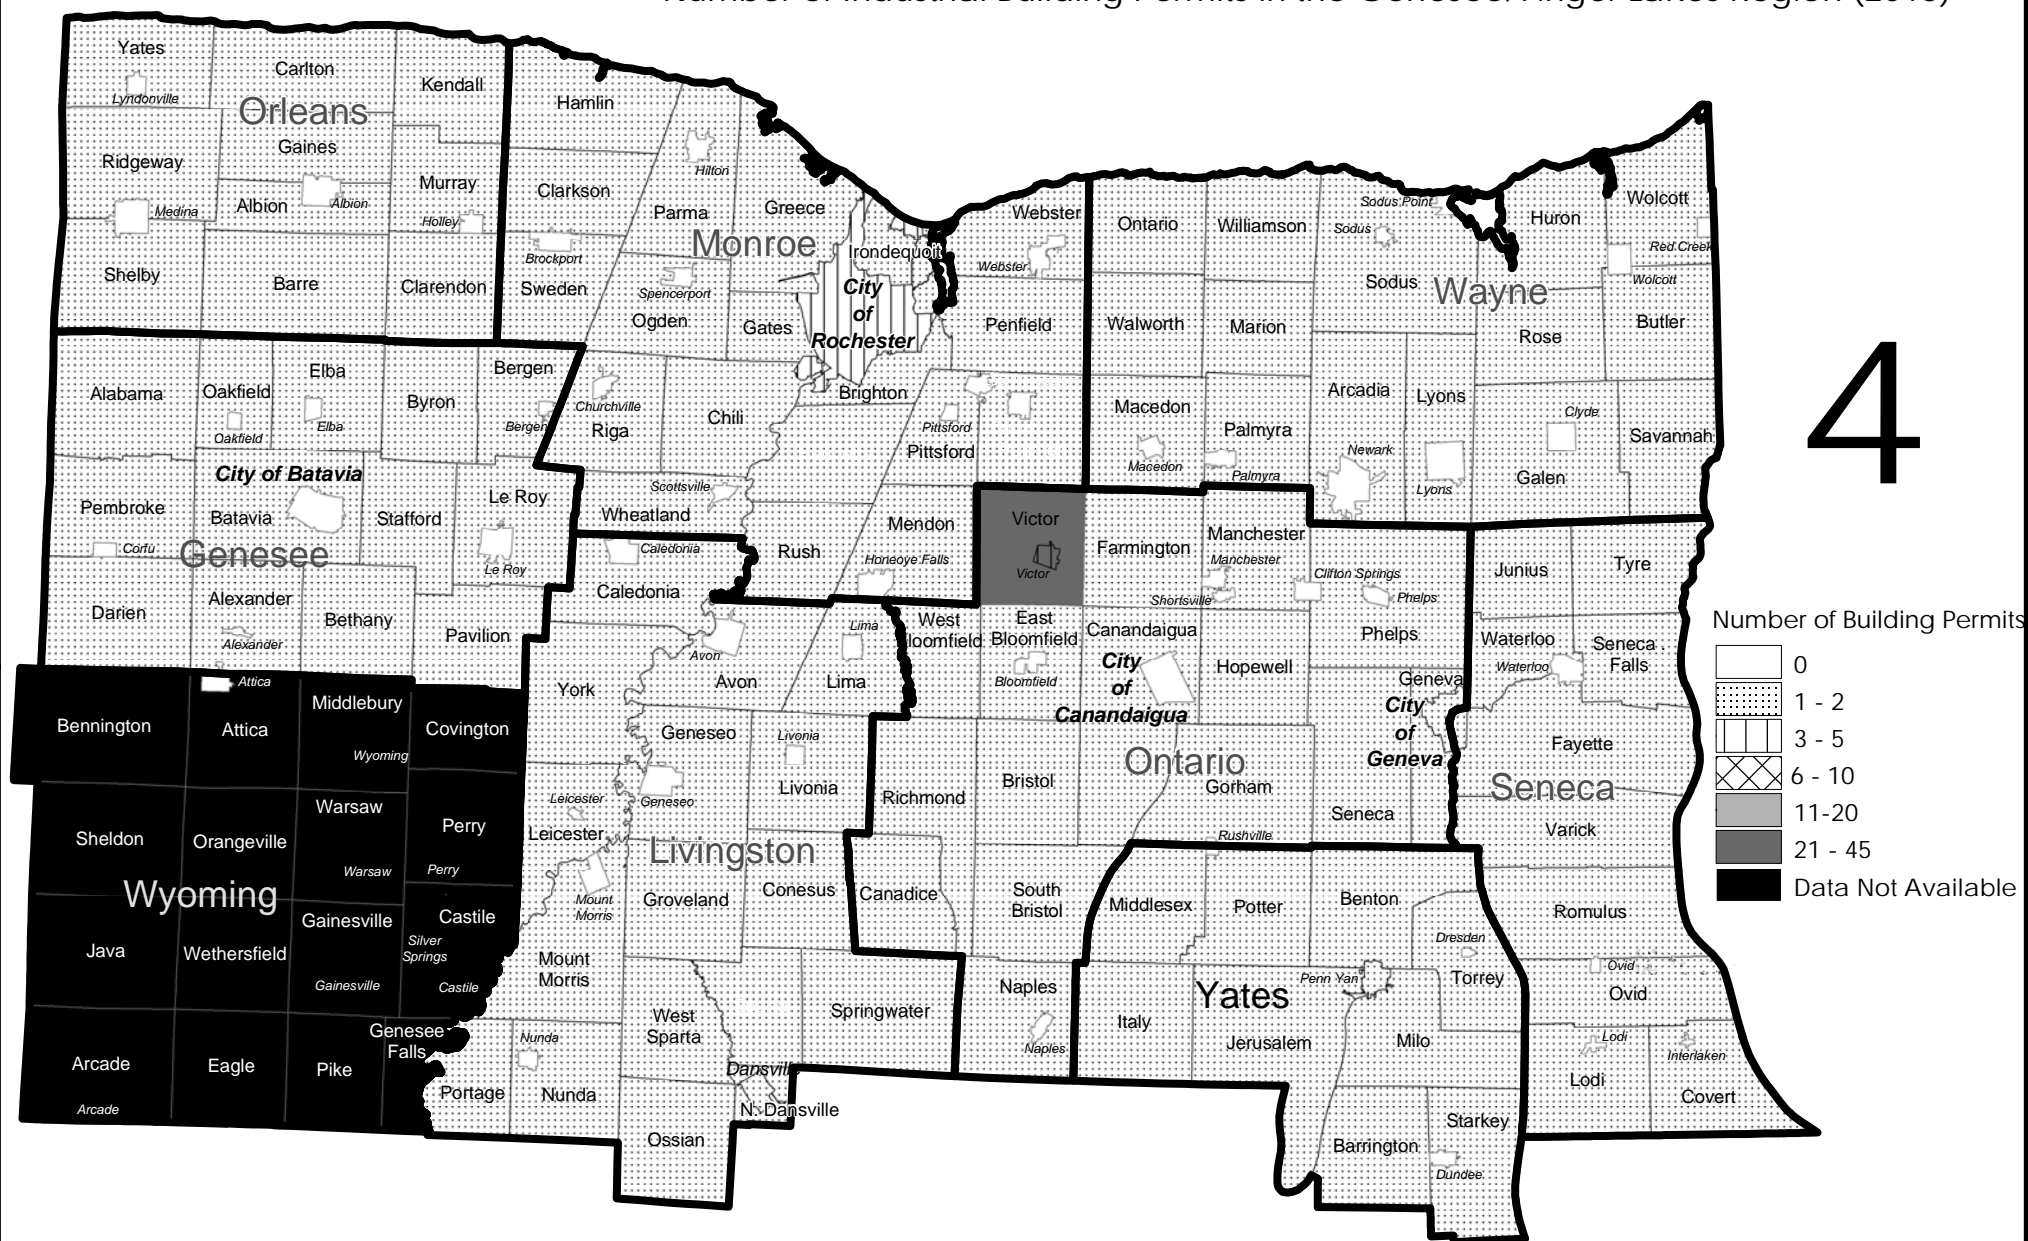 Yates
Lyndonville
Carlton
Kendall
Orleans
Gaines
Ridgeway
Murray
Albion
Albion
Medina
Holley
Shelby
Barre
Clarendon
Hamlin
Hilton
Clarkson
Parma
Greece
Monroe
Irondequoit
Webster
Webster
Brockport
Sweden
Spencerport
Ogden
Gates
City
of
Rochester
Penfield
Brighton
Churchville
Riga
Chili
Pittsford
Pittsford
Scottsville
Wheatland
Rush
Mendon
Honeoye Falls
Ontario
Williamson
Sodus Point
Sodus
Sodus
Huron
Wolcott
Red Creek
Wolcott
Wayne
Walworth
Marion
Rose
Butler
Macedon
Macedon
Palmyra
Palmyra
Arcadia
Newark
Lyons
Lyons
Clyde
Galen
Savannah
4
Alabama
Oakfield
Oakfield
Elba
Elba
Byron
Bergen
Bergen
City of Batavia
Pembroke
Corfu
Batavia
Stafford
Le Roy
Le Roy
Genesee
Darien
Alexander
Alexander
Bethany
Pavilion
Victor
Victor
Farmington
Manchester
Manchester
Shortsville
Clifton Springs
Phelps
Phelps
West
Bloomfield
East
Bloomfield
Bloomfield
Canandaigua
City
of
Canandaigua
Hopewell
Geneva
City
of
Geneva
Ontario
Gorham
Seneca
Rushville
Bristol
Richmond
Canadice
South
Bristol
Naples
Naples
Junius
Tyre
Waterloo
Waterloo
Seneca
Falls
Fayette
Seneca
Varick
Romulus
Ovid
Ovid
Lodi
Lodi
Interlaken
Covert
Caledonia
Caledonia
Avon
Avon
Lima
Lima
York
Geneseo
Geneseo
Livonia
Livonia
Leicester
Leicester
Livingston
Groveland
Conesus
Mount
Morris
Mount
Morris
West
Sparta
Springwater
Nunda
Nunda
Portage
Ossian
Dansville
N. Dansville
Attica
Attica
Bennington
Middlebury
Wyoming
Covington
Sheldon
Orangeville
Warsaw
Warsaw
Perry
Perry
Wyoming
Java
Wethersfield
Gainesville
Gainesville
Castile
Silver
Springs
Castile
Arcade
Arcade
Eagle
Pike
Genesee
Falls
Middlesex
Potter
Benton
Dresden
Torrey
Penn Yan
Yates
Italy
Jerusalem
Milo
Barrington
Starkey
Dundee
Number of Building Permits
0
1 - 2
3 - 5
6 - 10
11-20
21 - 45
Data Not Available